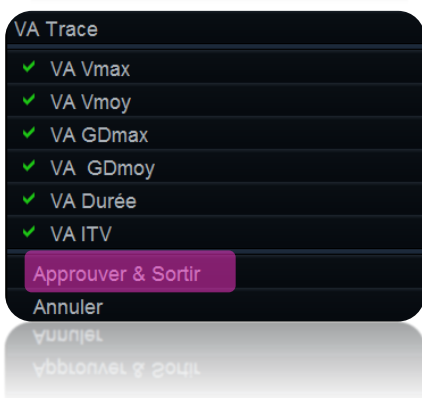 VA Trace
VA Vmax
VA Vmoy
VA GDmax
VA GDmoy
VA Durée
VA ITV
Approuver & Sortir
Annuler